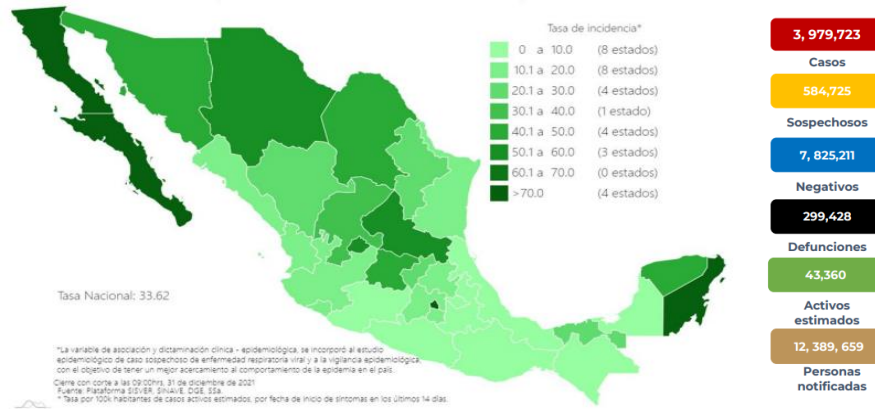 Tasa de incidencia*
0 a 10.0 (8 estados)
10.1 a 20.0 (8 estados)
20.1 a 30.0 (4 estados)
30.1 a 40.0 (1 estado)
40.1 a 50.0 (4 estados)
50.1 a 60.0 (3 estados)
60.1 a 70.0 (0 estados)
>70.0 (4 estados)
3, 979,723
Casos
584,725
Sospechosos
7, 825,211
Negativos
299,428
Defunciones
43,360
Activos
estimados
12, 389, 659
Personas
notificadas
Tasa Nacional: 33.62
*La variable de asociación y dictaminación clínica - epidemiológica, se incorporó al estudio
epidemiológico de caso sospechoso de enfermedad respiratoria viral y a la vigilancia epidemiológica,
con el objetivo de tener un mejor acercamiento al comportamiento de la epidemia en el país.
Cierre con corte a las 09:00hrs, 31 de diciembre de 2021
Fuente: Plataforma SISVER, SINAVE, DGE, SSa.
* Tasa por 100k habitantes de casos activos estimados, por fecha de inicio de síntomas en los últimos 14 días.